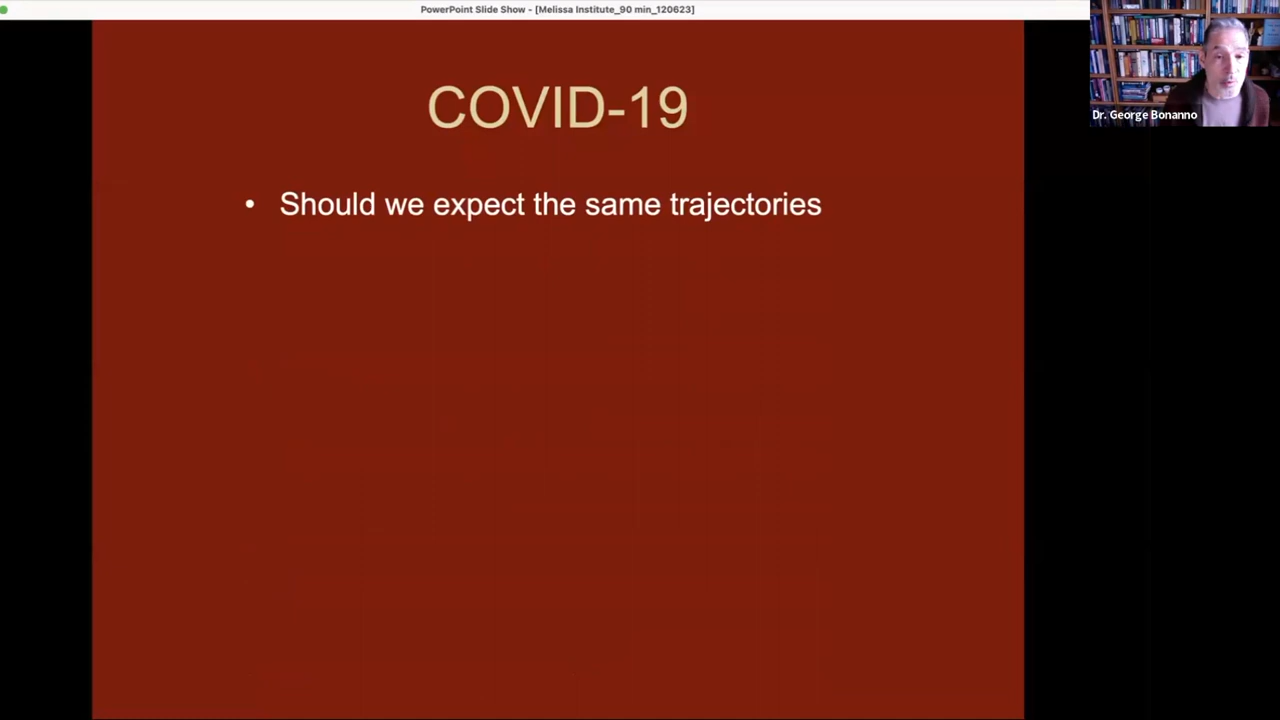 PowerPoint Slide Show - [Melissa Institute_90 min_120623]
Dr. George Bonanno
COVID-19
• Should we expect the same trajectories